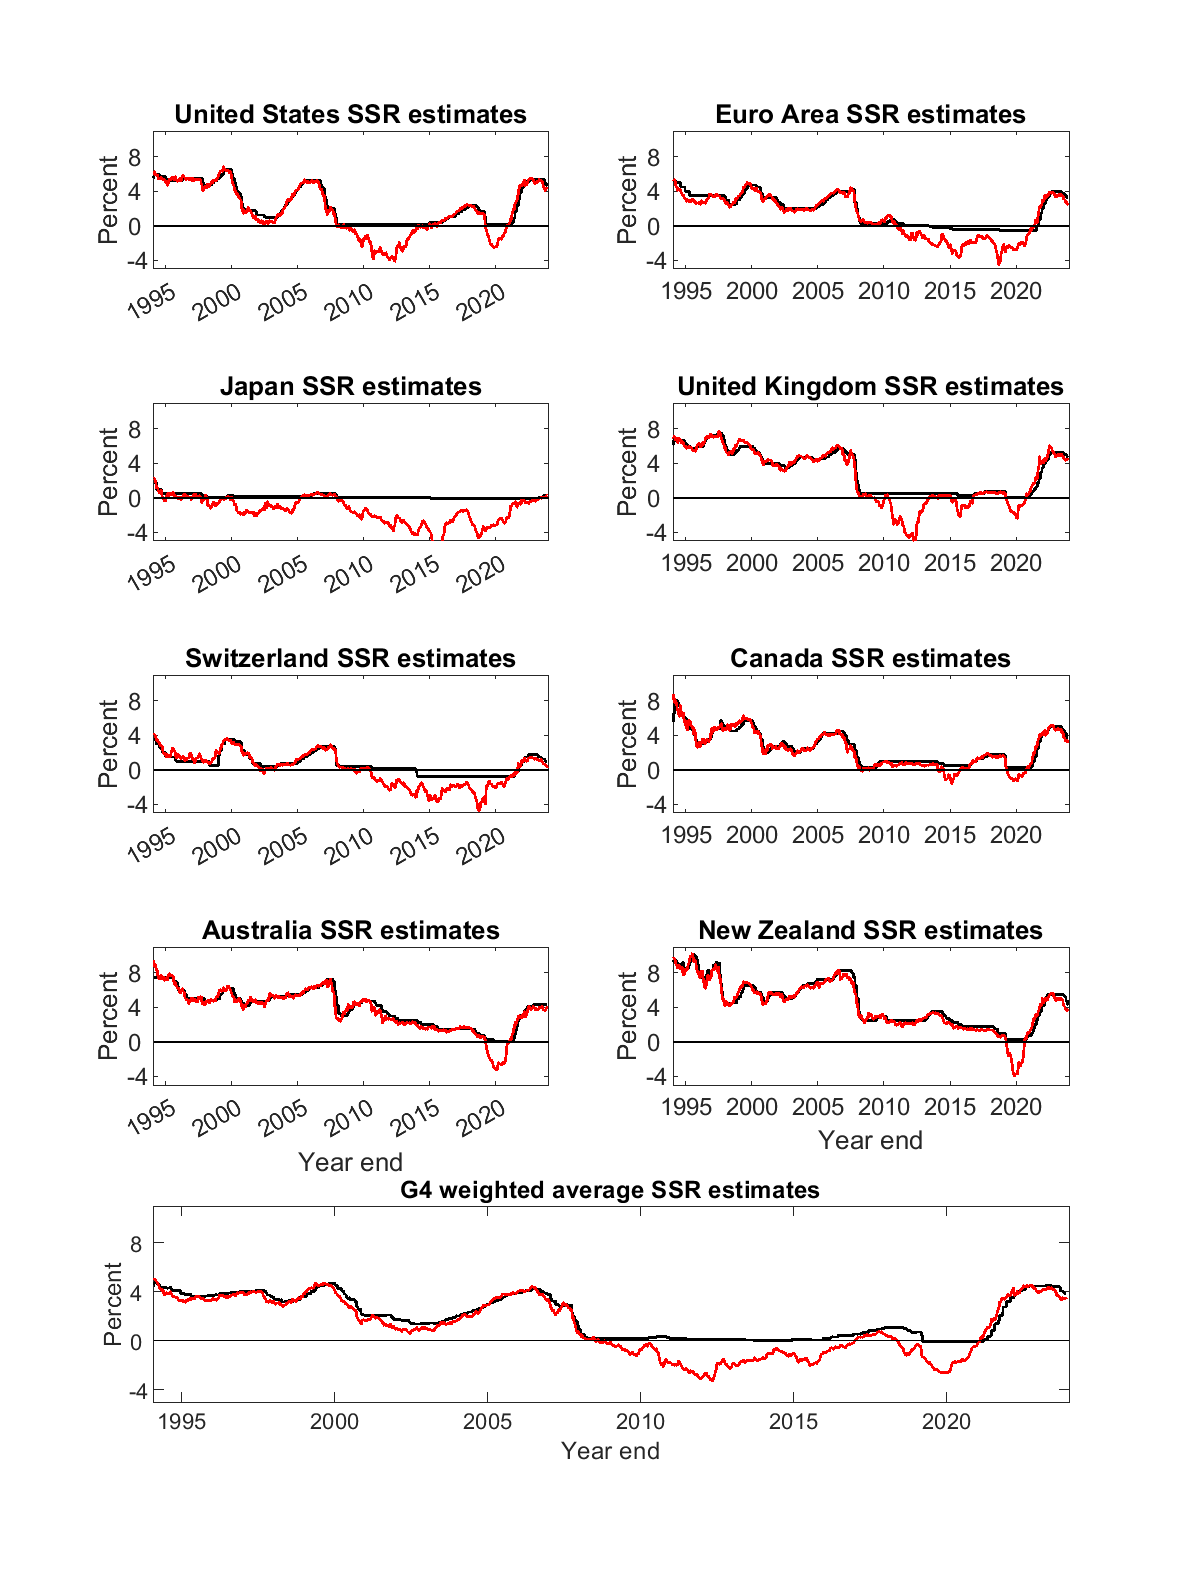 United States SSR estimates
Percent
8
4
0
-4
1995 2000 2005 2010 2015 2020
Euro Area SSR estimates
Percent
8
4
0
-4
1995 2000 2005 2010 2015 2020
Japan SSR estimates
Percent
8
4
0
-4
1995 2000 2005 2010 2015 2020
United Kingdom SSR estimates
Percent
8
4
0
-4
1995 2000 2005 2010 2015 2020
Switzerland SSR estimates
Percent
8
4
0
-4
1995 2000 2005 2010 2015 2020
Canada SSR estimates
Percent
8
4
0
-4
1995 2000 2005 2010 2015 2020
Australia SSR estimates
Percent
8
4
0
-4
1995 2000 2005 2010 2015 2020
Year end
New Zealand SSR estimates
Percent
8
4
0
-4
1995 2000 2005 2010 2015 2020
Year end
G4 weighted average SSR estimates
Percent
8
4
0
-4
1995 2000 2005 2010 2015 2020
Year end